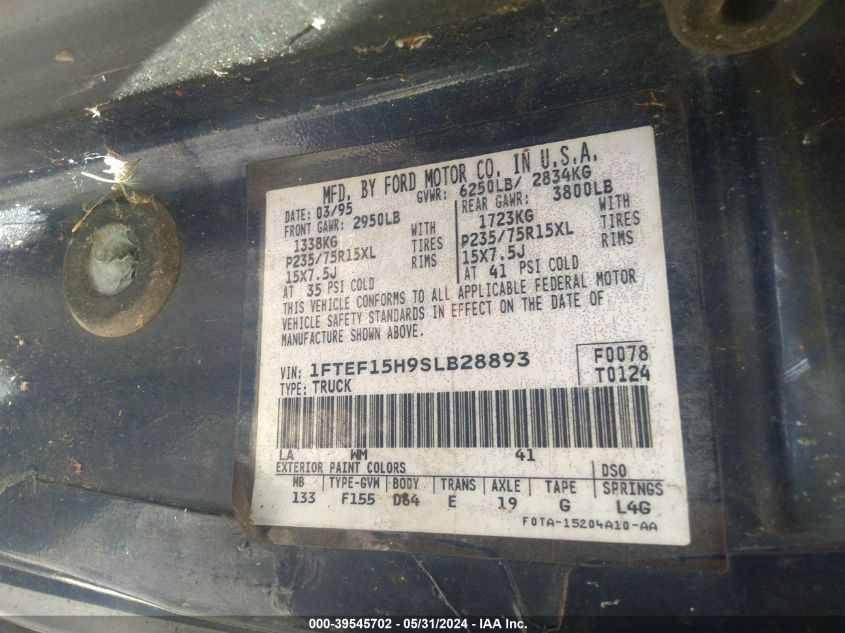 MFD. BY FORD MOTOR CO. IN U.S.A.
DATE: 03/95 GVWR: 6250LB/ 2834KG
FRONT GAWR: 2950LB REAR GAWR: 3800LB
1338KG WITH 1723KG WITH
P235/75R15XL TIRES P235/75R15XL TIRES
15X7.5J RIMS 15X7.5J RIMS
AT 35 PSI COLD AT 41 PSI COLD
THIS VEHICLE CONFORMS TO ALL APPLICABLE FEDERAL MOTOR
VEHICLE SAFETY STANDARDS IN EFFECT ON THE DATE OF
MANUFACTURE SHOWN ABOVE.
VIN: 1FTEF15H9SLB28893 F0078
TYPE: TRUCK T0124
LA WM 41
EXTERIOR PAINT COLORS DSO
WB TYPE-GVM BODY TRANS AXLE TAPE SPRINGS
133 F155 D64 E 19 G L4G
F0TA-15204A10-AA
000-39545702 - 05/31/2024 - IAA Inc.